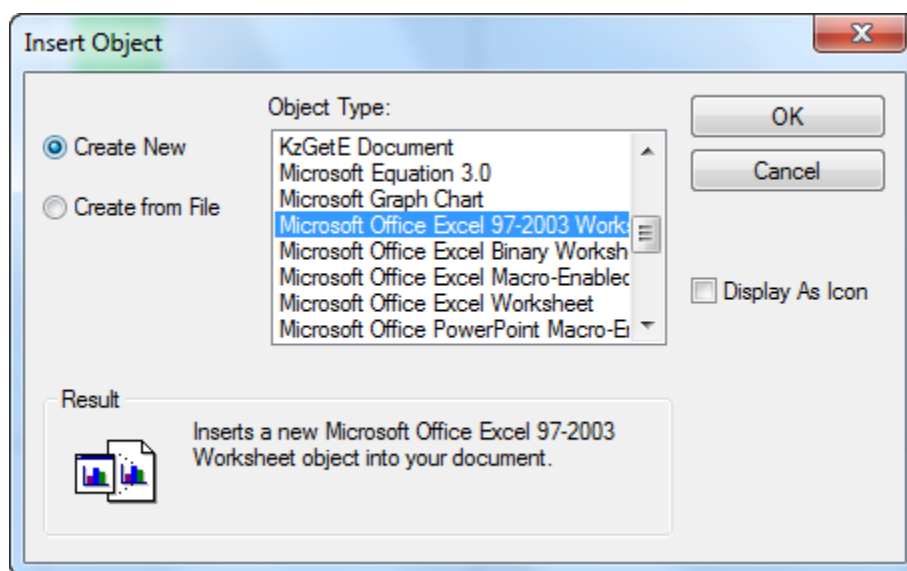 Insert Object
Object Type:
Create New
Create from File
KzGetE Document
Microsoft Equation 3.0
Microsoft Graph Chart
Microsoft Office Excel 97-2003 Works
Microsoft Office Excel Binary Worksh
Microsoft Office Excel Macro-Enabled
Microsoft Office Excel Worksheet
Microsoft Office PowerPoint Macro-En
OK
Cancel
Display As Icon
Result
Inserts a new Microsoft Office Excel 97-2003
Worksheet object into your document.